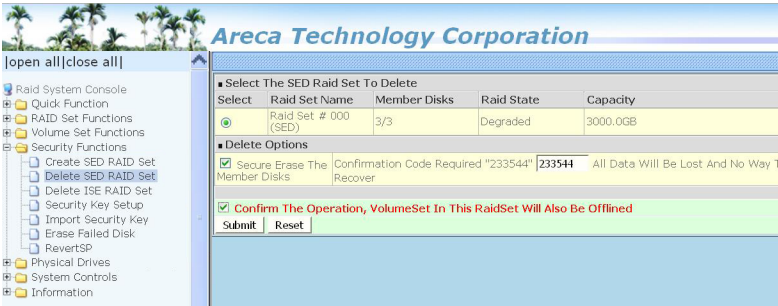 Areca Technology Corporation
|open all|close all|
Raid System Console
Quick Function
RAID Set Functions
Volume Set Functions
Security Functions
Create SED RAID Set
Delete SED RAID Set
Delete ISE RAID Set
Security Key Setup
Import Security Key
Erase Failed Disk
RevertSP
Physical Drives
System Controls
Information
Select The SED Raid Set To Delete
Select Raid Set Name Member Disks Raid State Capacity
Raid Set # 000 (SED) 3/3 Degraded 3000.0GB
Delete Options
Secure Erase The Member Disks Confirmation Code Required "233544" 233544 All Data Will Be Lost And No Way T
Recover
Confirm The Operation, VolumeSet In This RaidSet Will Also Be Offlined
Submit Reset